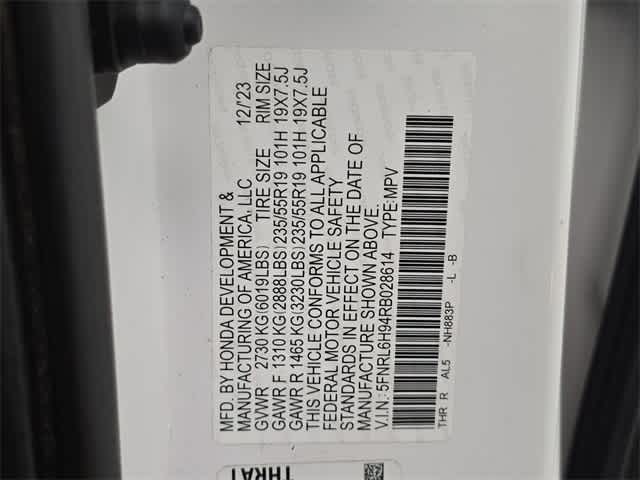 MFD. BY HONDA DEVELOPMENT &
MANUFACTURING OF AMERICA, LLC 12/'23
GVWR 2730 KG(6019LBS) TIRE SIZE RIM SIZE
GAWR F 1310 KG(2888LBS)235/55R19 101H 19X7.5J
GAWR R 1465 KG(3230LBS)235/55R19 101H 19X7.5J
THIS VEHICLE CONFORMS TO ALL APPLICABLE
FEDERAL MOTOR VEHICLE SAFETY
STANDARDS IN EFFECT ON THE DATE OF
MANUFACTURE SHOWN ABOVE.
V.I.N.: 5FNRL6H94RB028614 TYPE: MPV
THR R AL5 -NH883P -L -B
THRA1